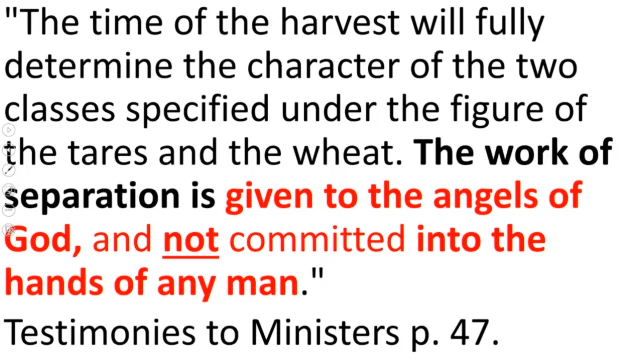 "The time of the harvest will fully
determine the character of the two
classes specified under the figure of
the tares and the wheat. The work of
separation is given to the angels of
God, and not committed into the
hands of any man."
Testimonies to Ministers p. 47.